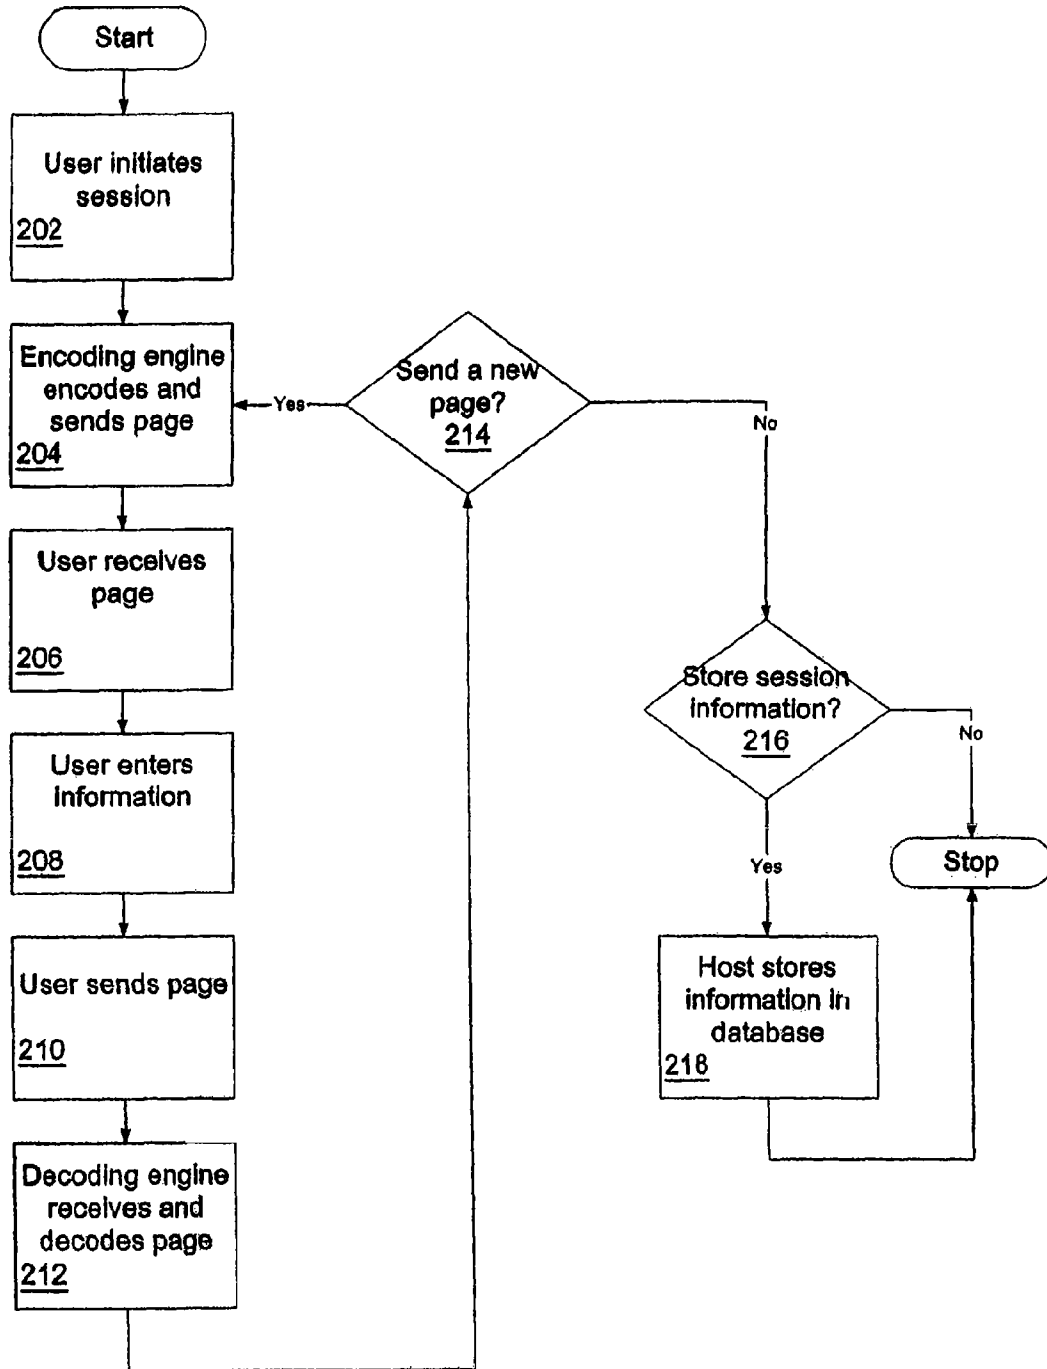 Start
User initiates
session
202
Encoding engine
encodes and
sends page
204
Yes
Send a new
page?
214
No
User receives
page
206
Store session
information?
216
No
User enters
information
208
Yes
Stop
User sends page
210
Host stores
information in
database
218
Decoding engine
receives and
decodes page
212